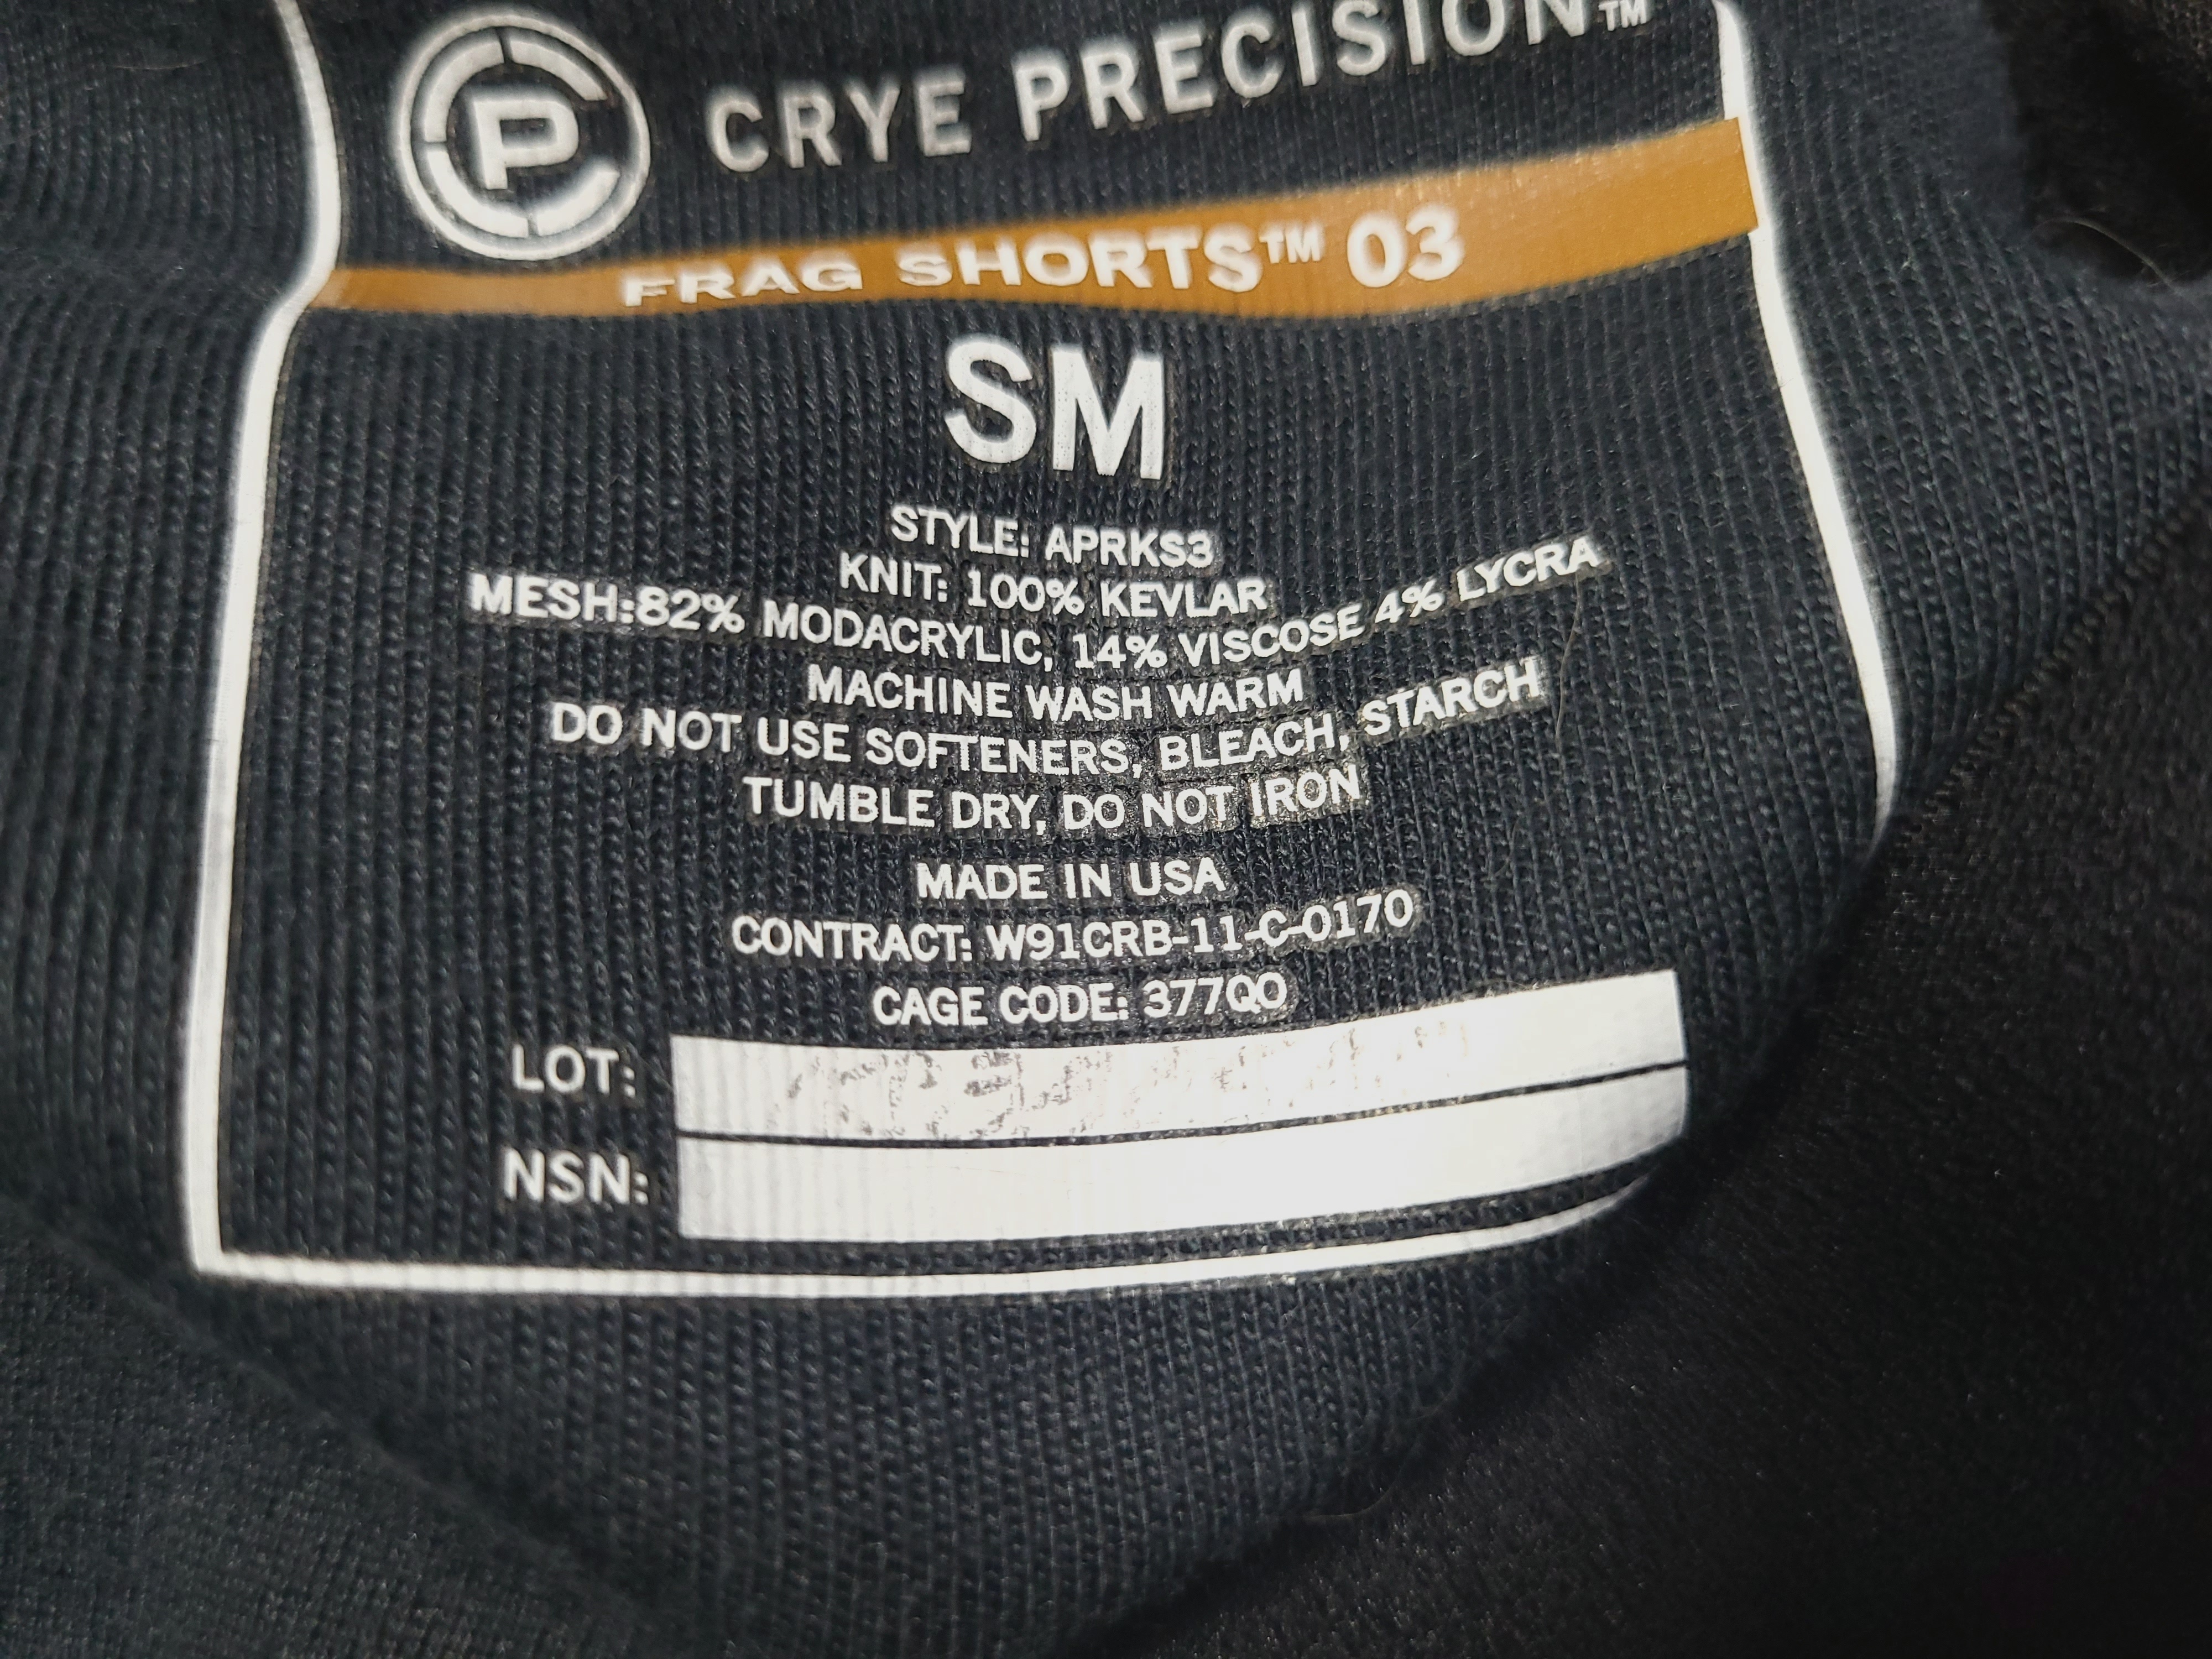 CP CRYE PRECISION™
FRAG SHORTS™ 03
SM
STYLE: APRKS3
KNIT: 100% KEVLAR
MESH:82% MODACRYLIC, 14% VISCOSE 4% LYCRA
MACHINE WASH WARM
DO NOT USE SOFTENERS, BLEACH, STARCH
TUMBLE DRY, DO NOT IRON
MADE IN USA
CONTRACT: W91CRB-11-C-0170
CAGE CODE: 377QO
LOT:
NSN: